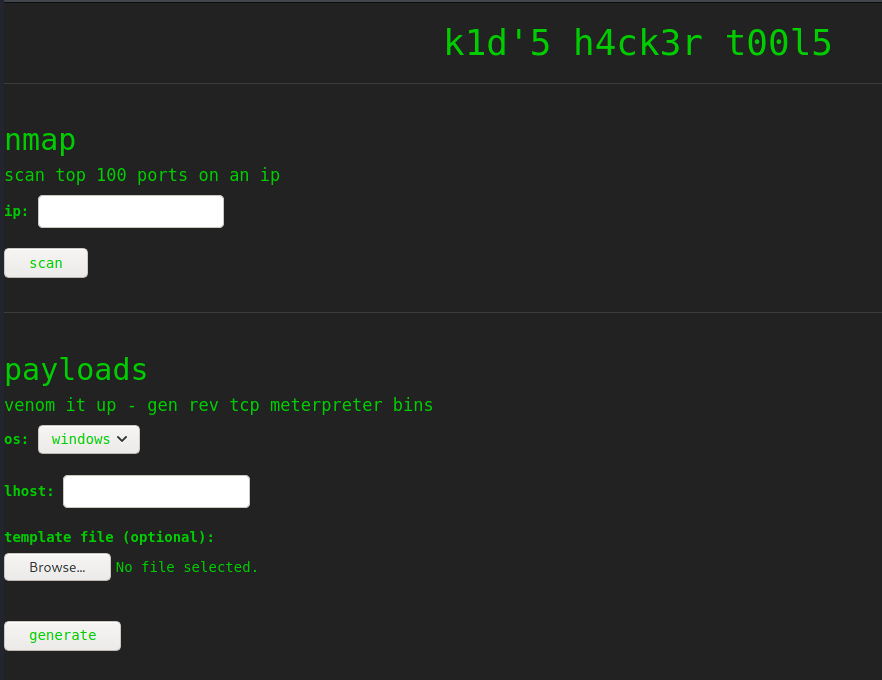 k1d'5 h4ck3r t00l5
nmap
scan top 100 ports on an ip
ip:
scan
payloads
venom it up - gen rev tcp meterpreter bins
os: windows
lhost:
template file (optional):
Browse... No file selected.
generate